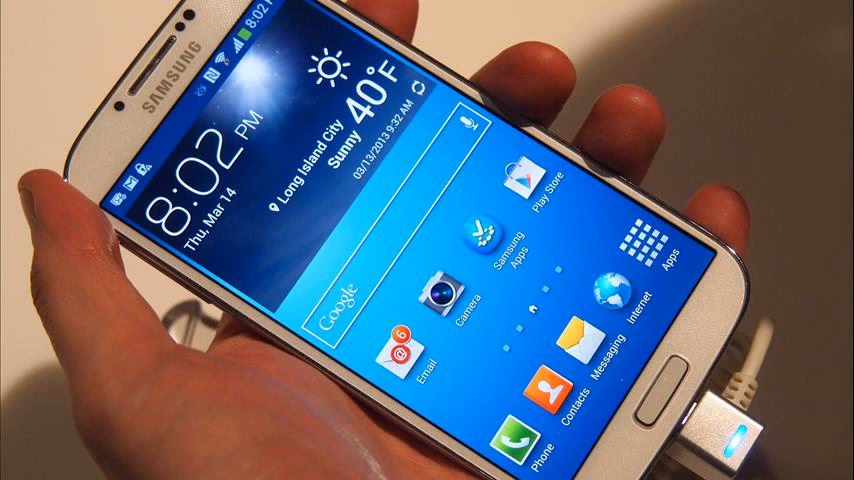 SAMSUNG
8:02 P
8:02 PM
Thu, Mar 14
Long Island City
Sunny
40°F
03/13/2013 9:32 AM
Google
6
@
Email
Camera
Samsung
Apps
Play Store
Phone
Contacts
Messaging
Internet
Apps